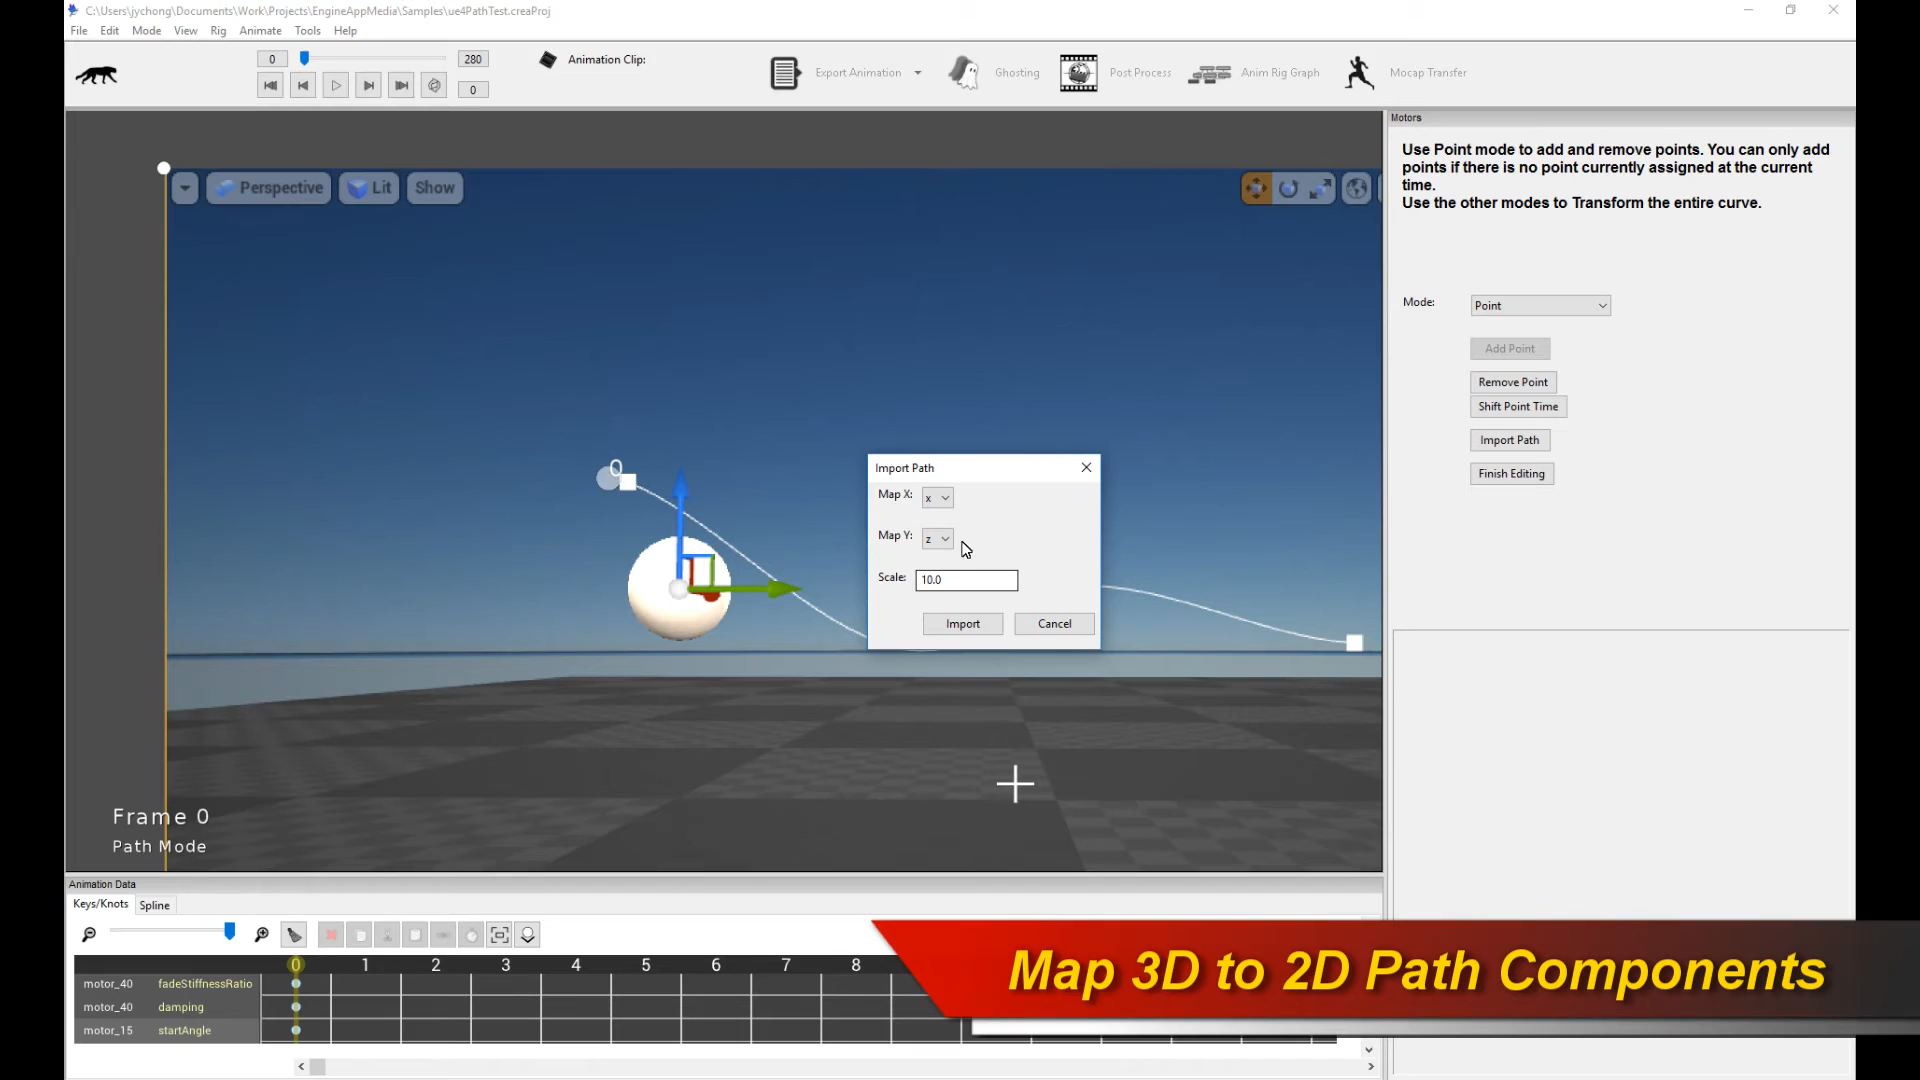 C:\Users\jychong\Documents\Work\Projects\EngineAppMedia\Samples\ue4PathTest.creaProj
File Edit Mode View Rig Animate Tools Help
0 280 Animation Clip:
0
Export Animation Ghosting Post Process Anim Rig Graph Mocap Transfer
Motors
Use Point mode to add and remove points. You can only add
points if there is no point currently assigned at the current
time.
Use the other modes to Transform the entire curve.
Mode: Point
Add Point
Remove Point
Shift Point Time
Import Path
Finish Editing
Perspective Lit Show
0
Import Path
Map X: x
Map Y: z
Scale: 10.0
Import Cancel
Frame 0
Path Mode
Animation Data
Keys/Knots Spline
0 1 2 3 4 5 6 7 8
motor_40 fadeStiffnessRatio
motor_40 damping
motor_15 startAngle
Map 3D to 2D Path Components